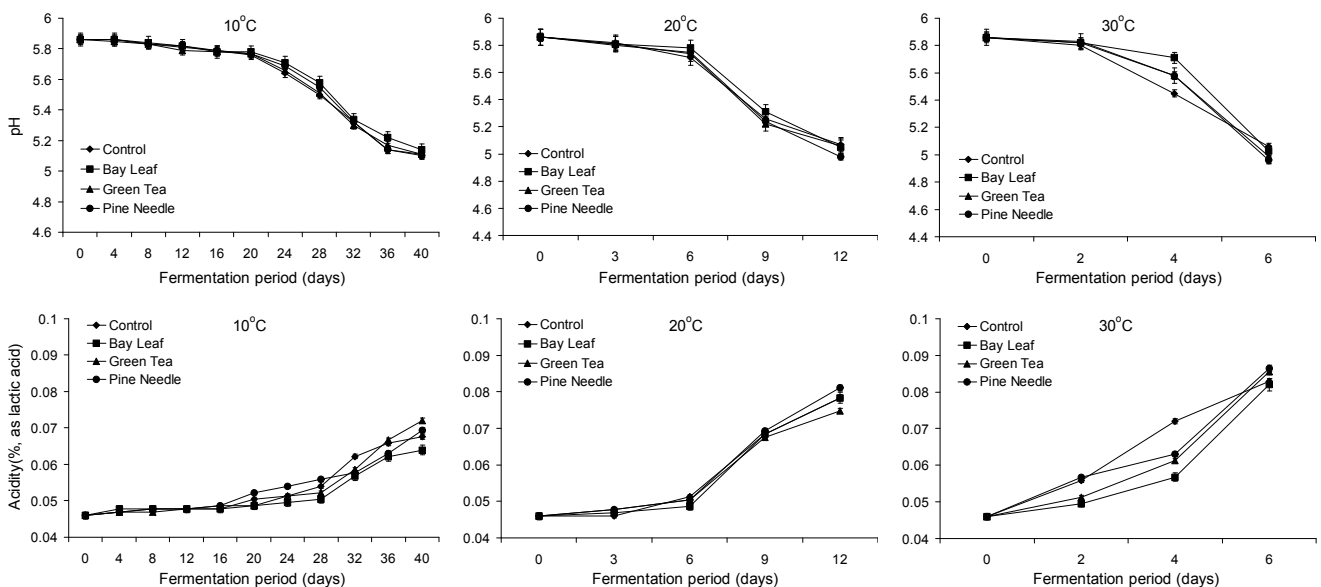 10°C
6
5.8
5.6
5.4
5.2
5
4.8
4.6
pH
Control
Bay Leaf
Green Tea
Pine Needle
0 4 8 12 16 20 24 28 32 36 40
Fermentation period (days)
20°C
6
5.8
5.6
5.4
5.2
5
4.8
4.6
4.4
Control
Bay Leaf
Green Tea
Pine Needle
0 3 6 9 12
Fermentation period (days)
30°C
6
5.8
5.6
5.4
5.2
5
4.8
4.6
4.4
Control
Bay Leaf
Green Tea
Pine Needle
0 2 4 6
Fermentation period (days)
10°C
0.1
0.09
0.08
0.07
0.06
0.05
0.04
Acidity(%, as lactic acid)
Control
Bay Leaf
Green Tea
Pine Needle
0 4 8 12 16 20 24 28 32 36 40
Fermentation period (days)
20°C
0.1
0.09
0.08
0.07
0.06
0.05
0.04
Control
Bay Leaf
Green Tea
Pine Needle
0 3 6 9 12
Fermentation period (days)
30°C
0.1
0.09
0.08
0.07
0.06
0.05
0.04
Control
Bay Leaf
Green Tea
Pine Needle
0 2 4 6
Fermentation period (days)